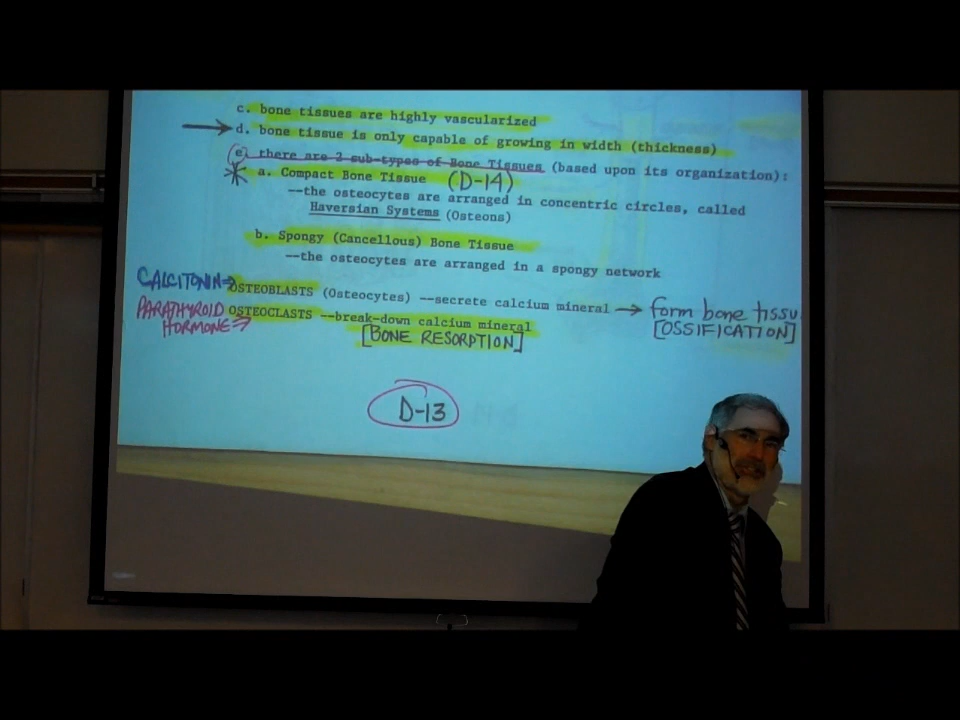 c. bone tissues are highly vascularized
d. bone tissue is only capable of growing in width (thickness)
(e) there are 2 sub-types of Bone Tissues (based upon its organization):
a. Compact Bone Tissue (D-14)
--the osteocytes are arranged in concentric circles, called
Haversian Systems (Osteons)
b. Spongy (Cancellous) Bone Tissue
--the osteocytes are arranged in a spongy network
CALCITONIN → OSTEOBLASTS (Osteocytes) --secrete calcium mineral → form bone tissu
[OSSIFICATION]
PARATHYROID HORMONE ⇒ OSTEOCLASTS --break-down calcium mineral
[BONE RESORPTION]
D-13